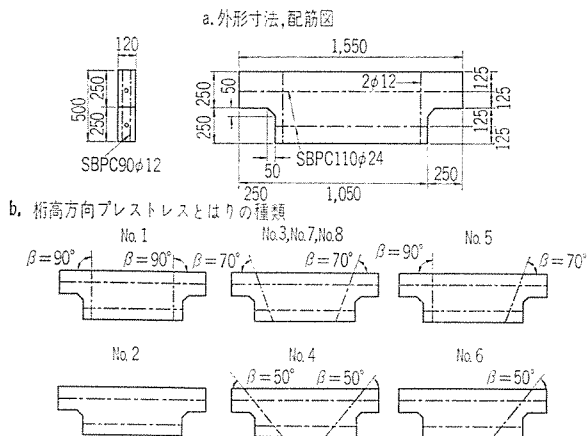 a. 外形寸法,配筋図
120
1,550
500
250
250
250
250
50
2φ12
125
125
125
125
SBPC90φ12
SBPC110φ24
50
250
1,050
250
b. 桁高方向プレストレスとはりの種類
No.1
No.3,No.7,No.8
No.5
β=90°
β=90°
β=70°
β=70°
β=90°
β=70°
No.2
No.4
No.6
β=50°
β=50°
β=50°